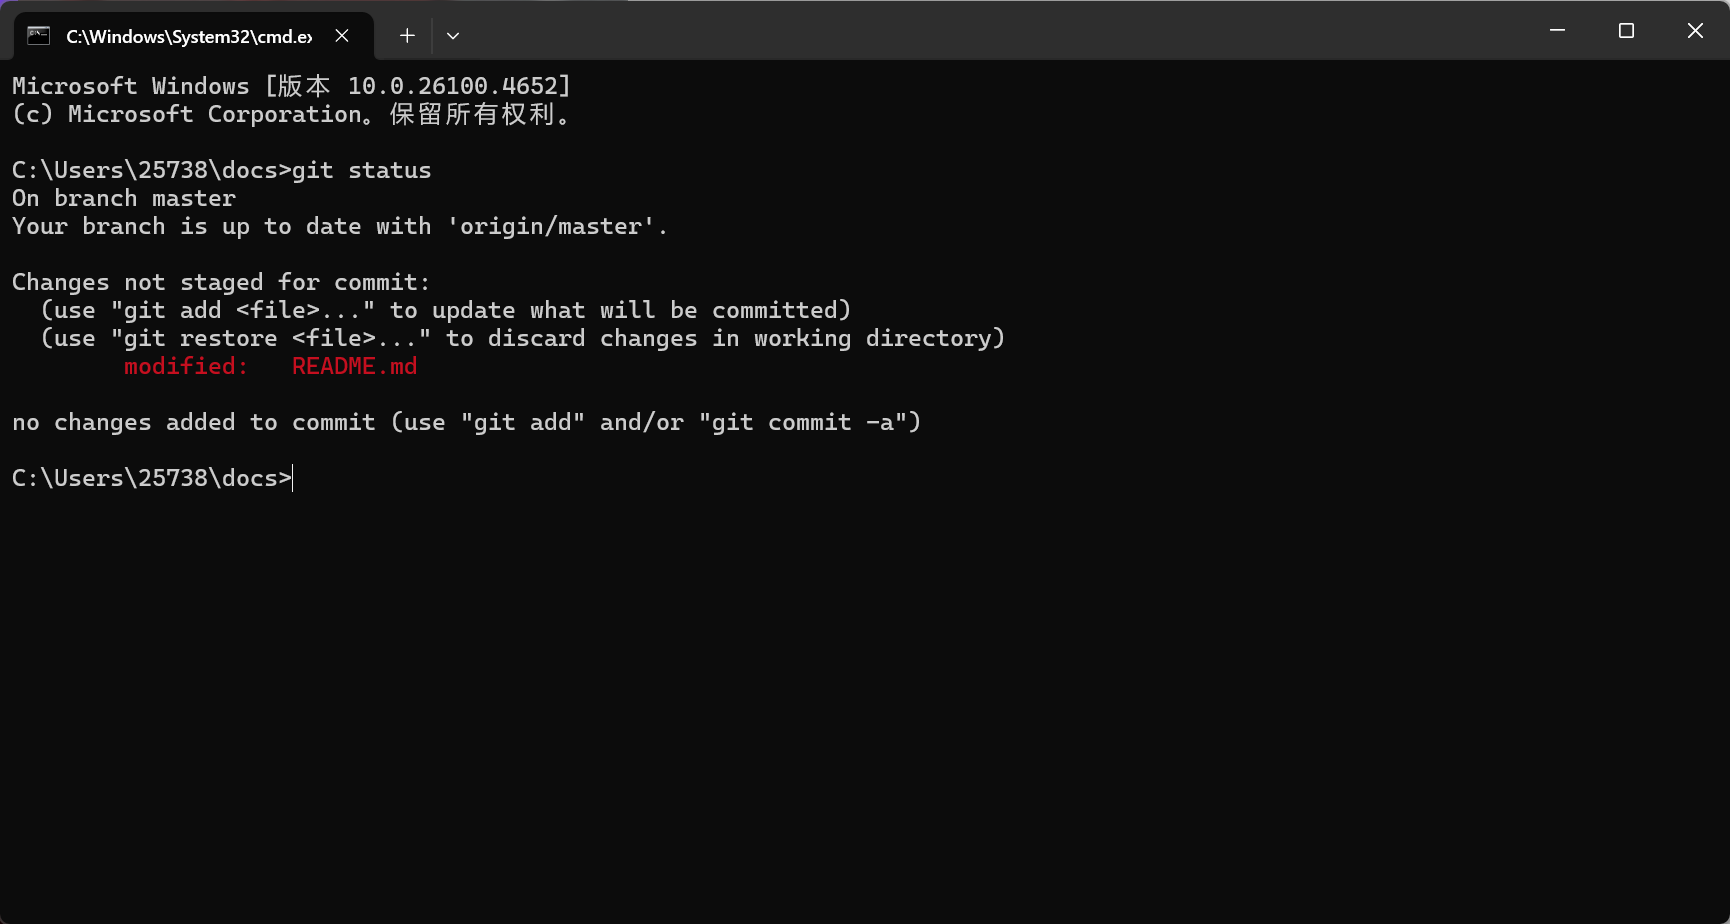 C:\Windows\System32\cmd.ex
Microsoft Windows [版本 10.0.26100.4652]
(c) Microsoft Corporation。保留所有权利。
C:\Users\25738\docs>git status
On branch master
Your branch is up to date with 'origin/master'.
Changes not staged for commit:
  (use "git add <file>..." to update what will be committed)
  (use "git restore <file>..." to discard changes in working directory)
        modified:   README.md
no changes added to commit (use "git add" and/or "git commit -a")
C:\Users\25738\docs>